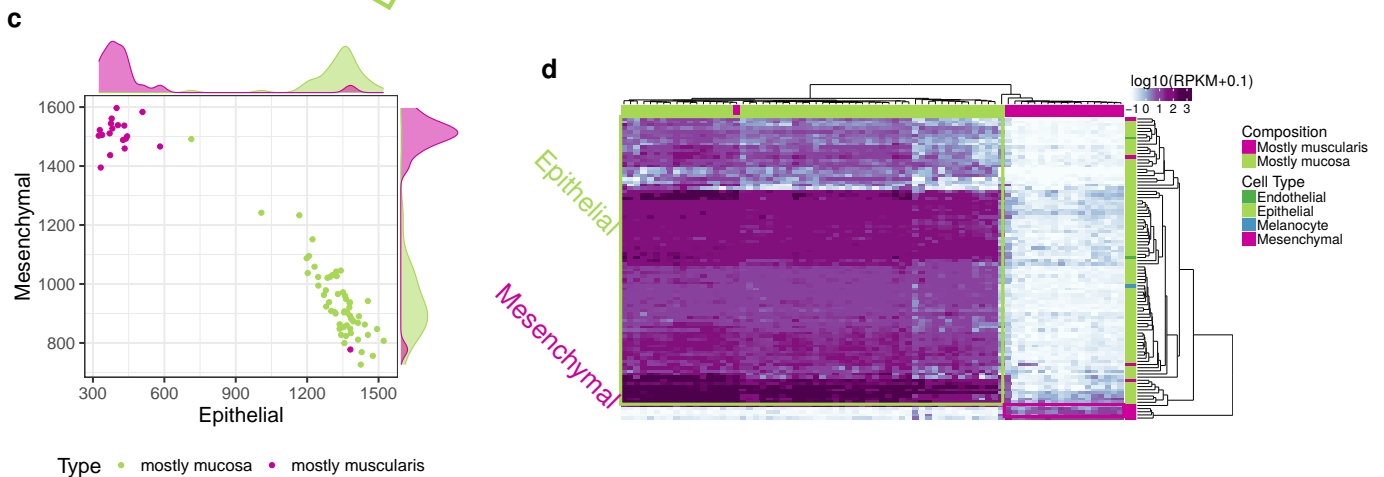 c
1600
1400
1200
1000
800
Mesenchymal
300 600 900 1200 1500
Epithelial
Type mostly mucosa mostly muscularis
d
log10(RPKM+0.1)
−1 0 1 2 3
Epithelial
Mesenchymal
Composition
Mostly muscularis
Mostly mucosa
Cell Type
Endothelial
Epithelial
Melanocyte
Mesenchymal